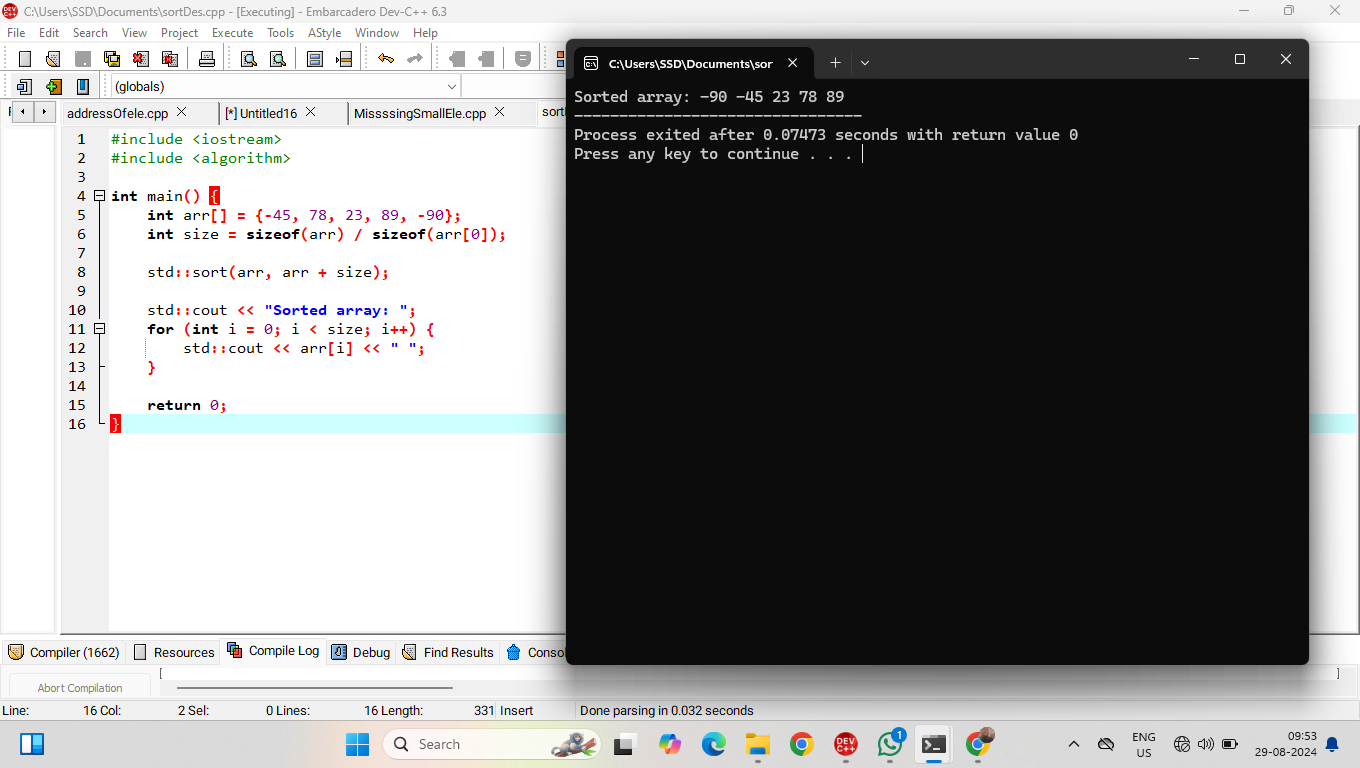 C:\Users\SSD\Documents\sortDes.cpp - [Executing] - Embarcadero Dev-C++ 6.3
File Edit Search View Project Execute Tools AStyle Window Help
(globals)
addressOfele.cpp [*] Untitled16 MissssingSmallEle.cpp
1 #include <iostream>
2 #include <algorithm>
3
4 int main() {
5 int arr[] = {-45, 78, 23, 89, -90};
6 int size = sizeof(arr) / sizeof(arr[0]);
7
8 std::sort(arr, arr + size);
9
10 std::cout << "Sorted array: ";
11 for (int i = 0; i < size; i++) {
12 std::cout << arr[i] << " ";
13 }
14
15 return 0;
16 }
C:\Users\SSD\Documents\sor
Sorted array: -90 -45 23 78 89
--------------------------------
Process exited after 0.07473 seconds with return value 0
Press any key to continue . . .
Compiler (1662) Resources Compile Log Debug Find Results
Abort Compilation
Line: 16 Col: 2 Sel: 0 Lines: 16 Length: 331 Insert Done parsing in 0.032 seconds
Search
DEV C++
1
ENG
US
09:53
29-08-2024